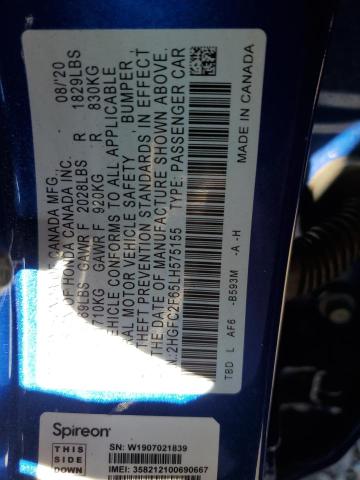 CANADA MFG. 08/20
OF HONDA CANADA INC.
GAWR F 2028LBS R 1829LBS
1710KG GAWR F 920KG R 830KG
VEHICLE CONFORMS TO ALL APPLICABLE
MOTOR VEHICLE SAFETY, BUMPER,
THEFT PREVENTION STANDARDS IN EFFECT
DATE OF MANUFACTURE SHOWN ABOVE
2HGFC2F65LH575155 TYPE: PASSENGER CAR
TBD L AF6 -B593M -A -H
MADE IN CANADA
Spireon
THIS
SIDE
DOWN
SN: W1907021839
IMEI: 358212100690667